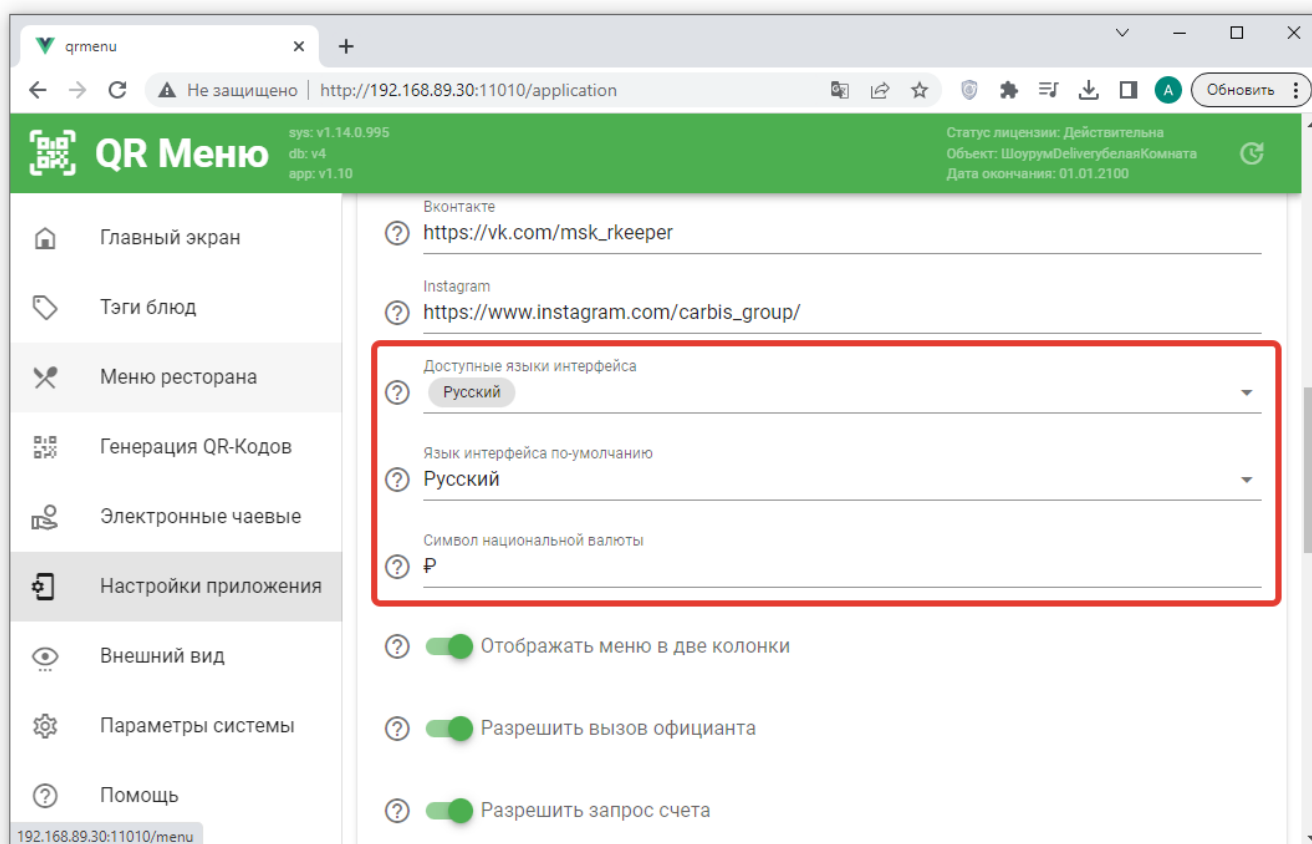 qrmenu
Не защищено
http://192.168.89.30:11010/application
А
Обновить
QR Меню
sys: v1.14.0.995
db: v4
app: v1.10
Статус лицензии: Действительна
Объект: ШоурумDeliveryбелаяКомната
Дата окончания: 01.01.2100
Главный экран
Тэги блюд
Меню ресторана
Генерация QR-Кодов
Электронные чаевые
Настройки приложения
Внешний вид
Параметры системы
Помощь
Вконтакте
https://vk.com/msk_rkeeper
Instagram
https://www.instagram.com/carbis_group/
Доступные языки интерфейса
Русский
Язык интерфейса по-умолчанию
Русский
Символ национальной валюты
₽
Отображать меню в две колонки
Разрешить вызов официанта
Разрешить запрос счета
192.168.89.30:11010/menu